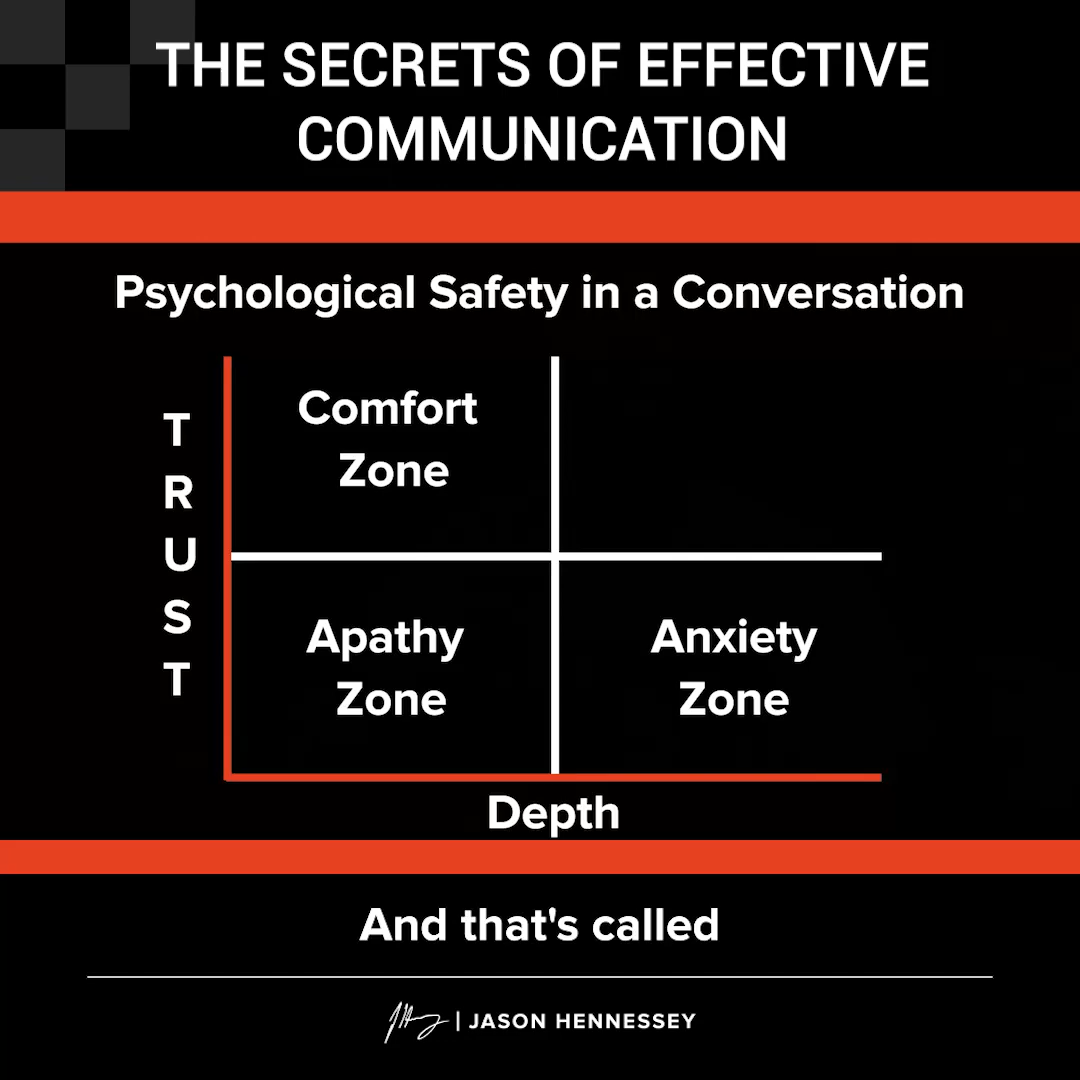 THE SECRETS OF EFFECTIVE
COMMUNICATION
Psychological Safety in a Conversation
TRUST
Comfort
Zone
Apathy
Zone
Anxiety
Zone
Depth
And that's called
| JASON HENNESSEY